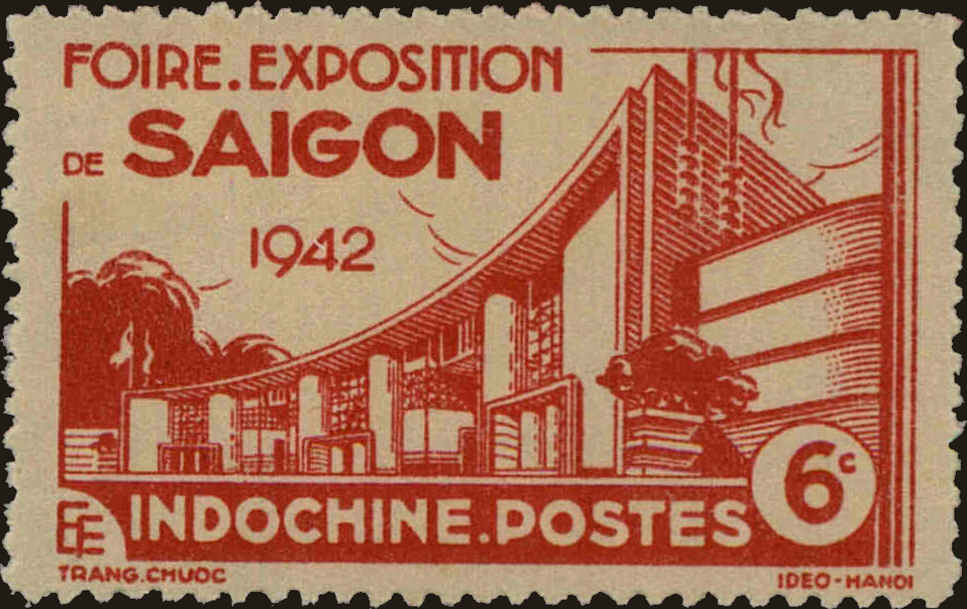 FOIRE.EXPOSITION
DE SAIGON
1942
6c
EF
INDOCHINE.POSTES
TRANG.CHUOC
IDEO-HANOI